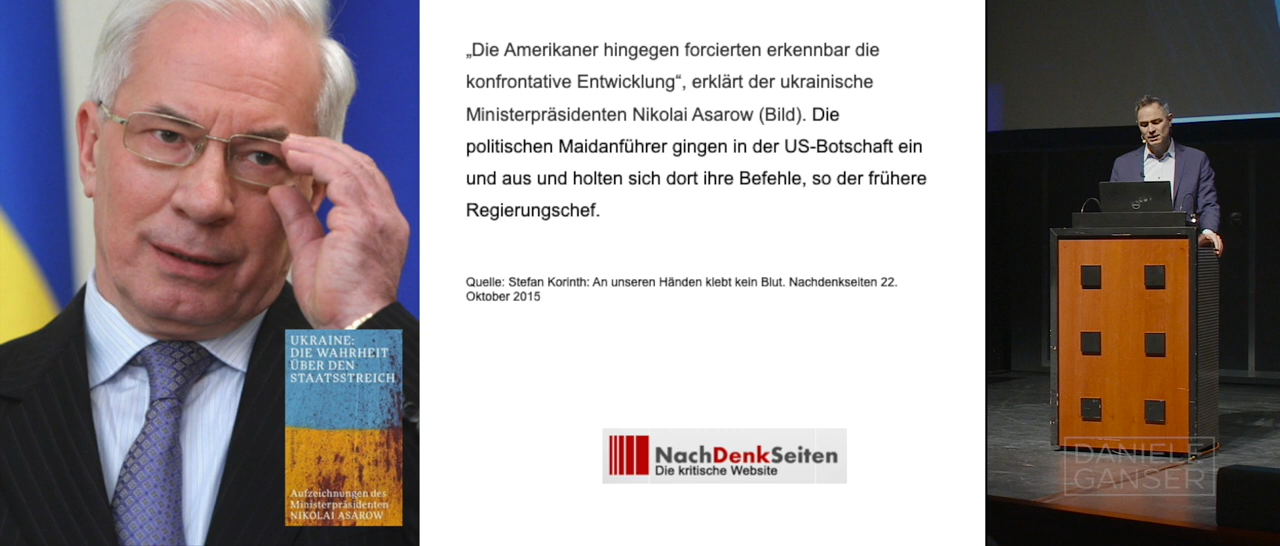 „Die Amerikaner hingegen forcierten erkennbar die
konfrontative Entwicklung“, erklärt der ukrainische
Ministerpräsidenten Nikolai Asarow (Bild). Die
politischen Maidanführer gingen in der US-Botschaft ein
und aus und holten sich dort ihre Befehle, so der frühere
Regierungschef.
Quelle: Stefan Korinth: An unseren Händen klebt kein Blut. Nachdenkseiten 22.
Oktober 2015
NachDenkSeiten
Die kritische Website
UKRAINE:
DIE WAHRHEIT
ÜBER DEN
STAATSSTREICH
Aufzeichnungen des
Ministerpräsidenten
NIKOLAI ASAROW
DANIELE
GANSER